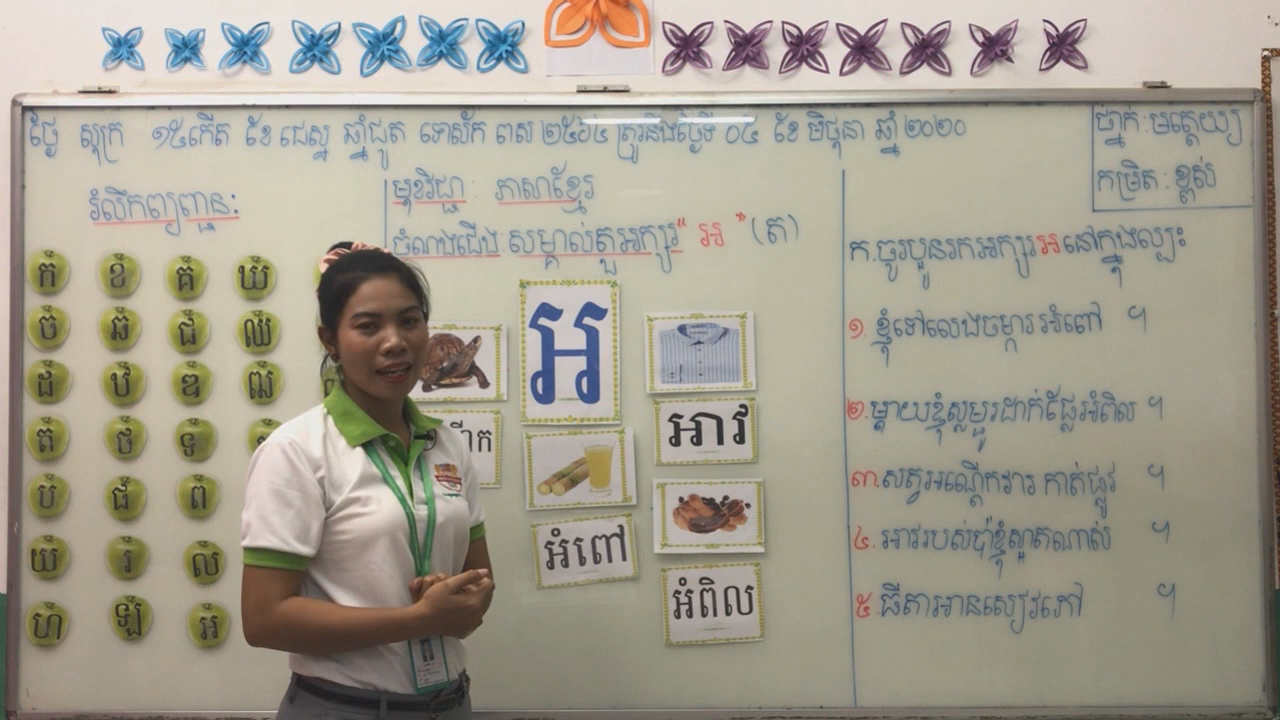 ថ្ងៃ សុក្រ ១៥កើត ខែ ជេស្ឋ ឆ្នាំជូត ទោស័ក ពស ២៥៦៤ ត្រូវនឹងថ្ងៃទី ០៥ ខែ មិថុនា ឆ្នាំ ២០២០
ថ្នាក់ : មត្តេយ្យ
កម្រិត : ខ្ពស់
រំលឹកព្យញ្ជនៈ
ក ខ គ ឃ
ច ឆ ជ ឈ
ដ ឋ ឌ ឍ
ត ថ ទ
ប ផ ព
យ រ ល
ហ ឡ អ
មុខវិជ្ជា : ភាសាខ្មែរ
ចំណងជើង សម្គាល់តួអក្សរ "អ" (ត)
អ
អាវ
អំពៅ
អំពិល
ក. ចូរប្អូនរកអក្សរ អ នៅក្នុងល្បះ
១. ខ្ញុំទៅលេងចម្ការ អំពៅ ។
២. ម្ដាយខ្ញុំស្លម្ជូរដាក់ផ្លែអំពិល ។
៣. សត្វអណ្ដើកវារ កាត់ផ្លូវ ។
៤. អាវរបស់ប៉ាខ្ញុំស្អាតណាស់ ។
៥. ធីតាអានសៀវភៅ ។